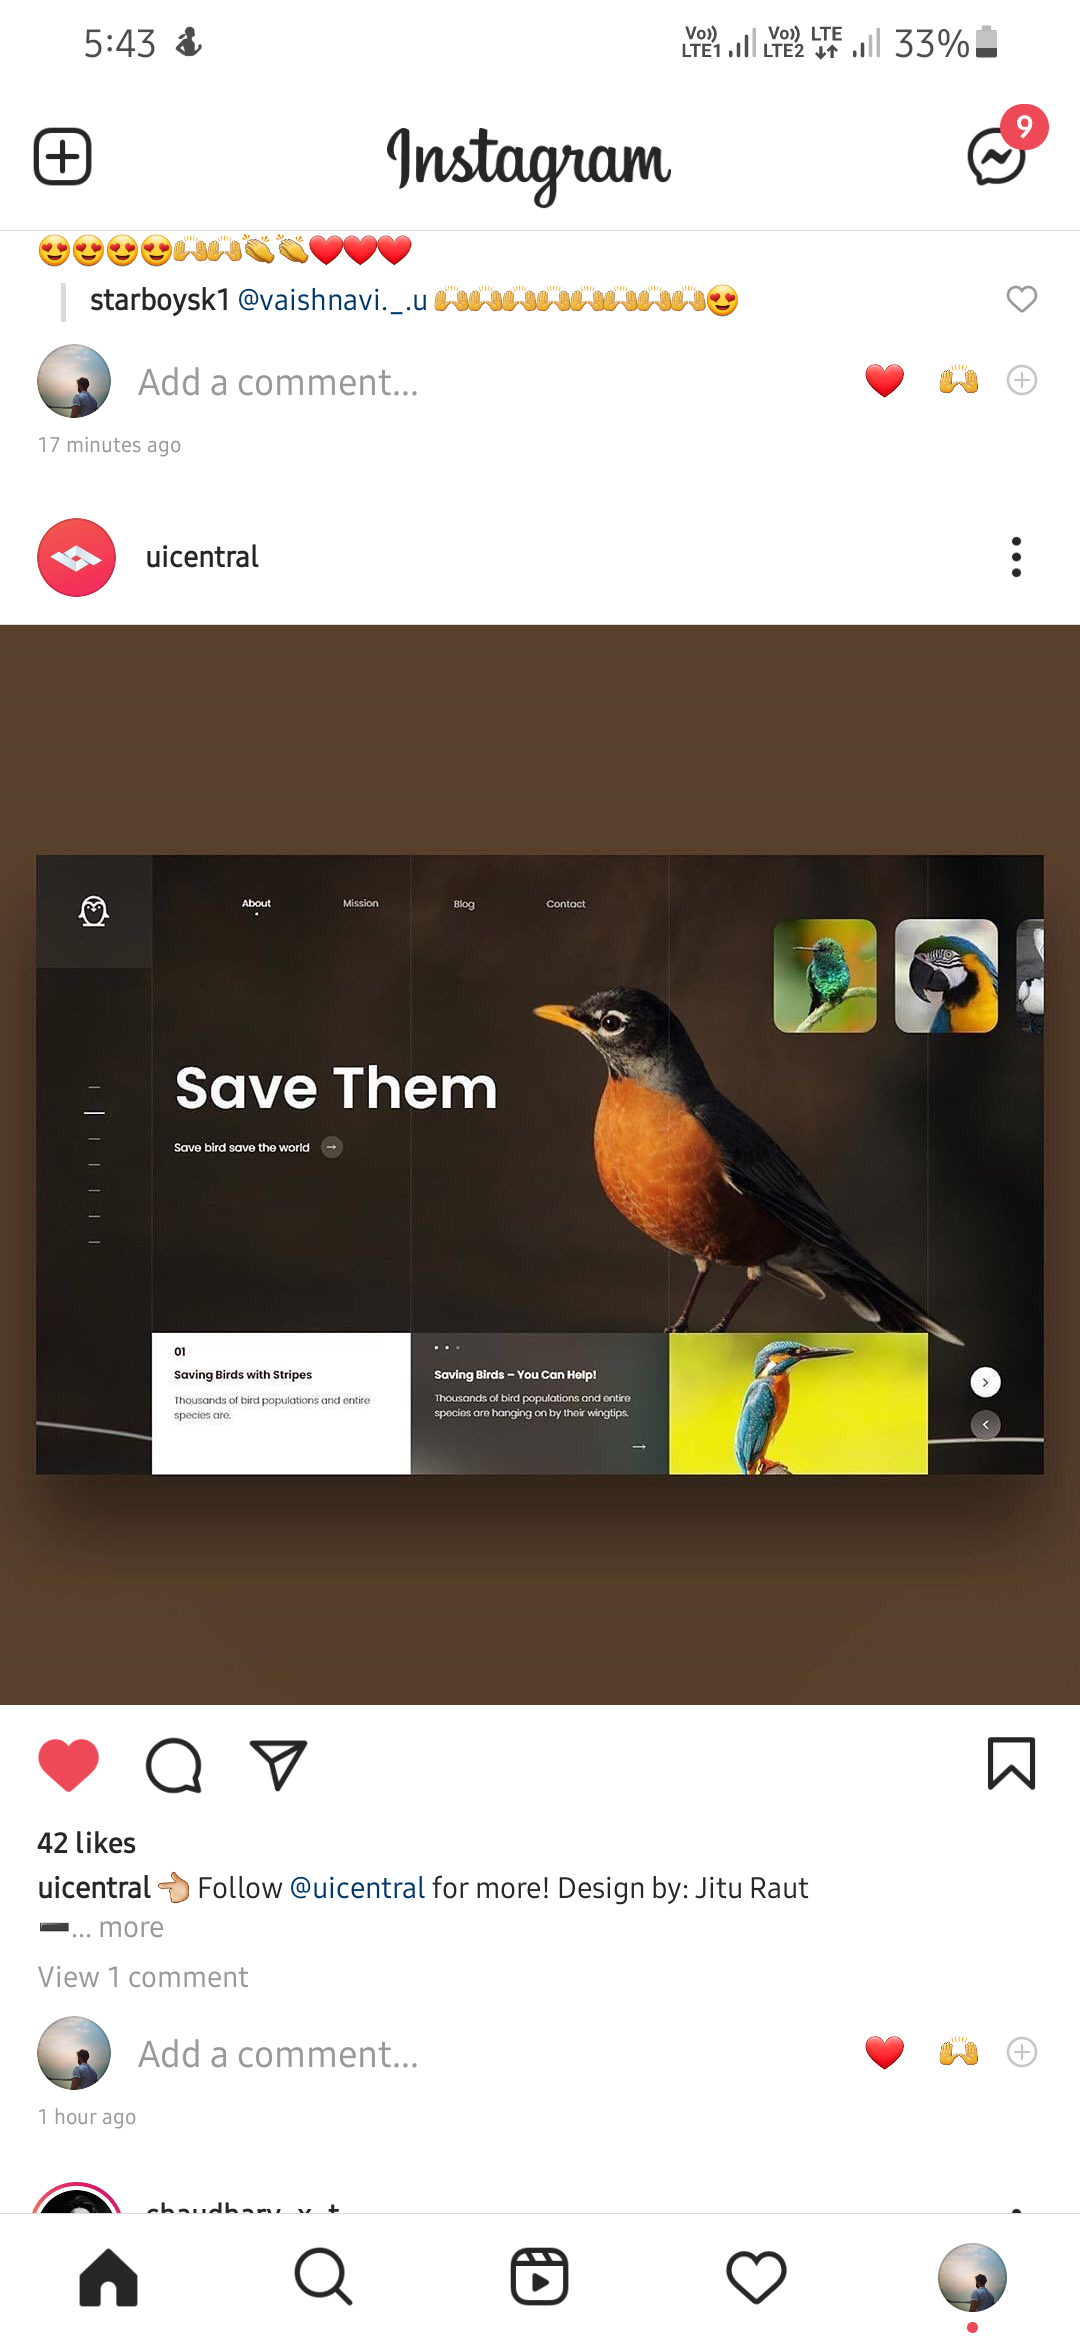 5:43
Vo)) LTE1 Vo)) LTE2 LTE 33%
Instagram
9
starboysk1 @vaishnavi._.u
Add a comment...
17 minutes ago
uicentral
About Mission Blog Contact
Save Them
Save bird save the world
01
Saving Birds with Stripes
Thousands of bird populations and entire
species are.
Saving Birds – You Can Help!
Thousands of bird populations and entire
species are hanging on by their wingtips.
42 likes
uicentral 👈 Follow @uicentral for more! Design by: Jitu Raut
➖... more
View 1 comment
Add a comment...
1 hour ago